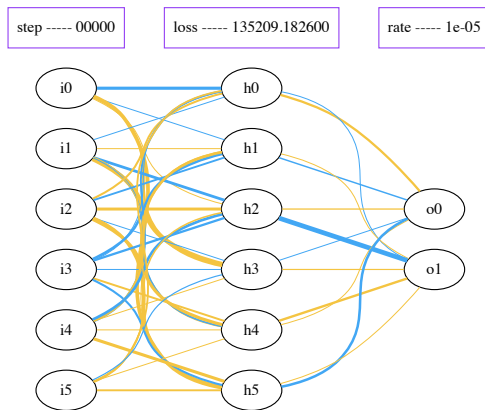 step ----- 00000 loss ----- 135209.182600 rate ----- 1e-05
i0 h0
i1 h1
i2 h2 o0
i3 h3 o1
i4 h4
i5 h5